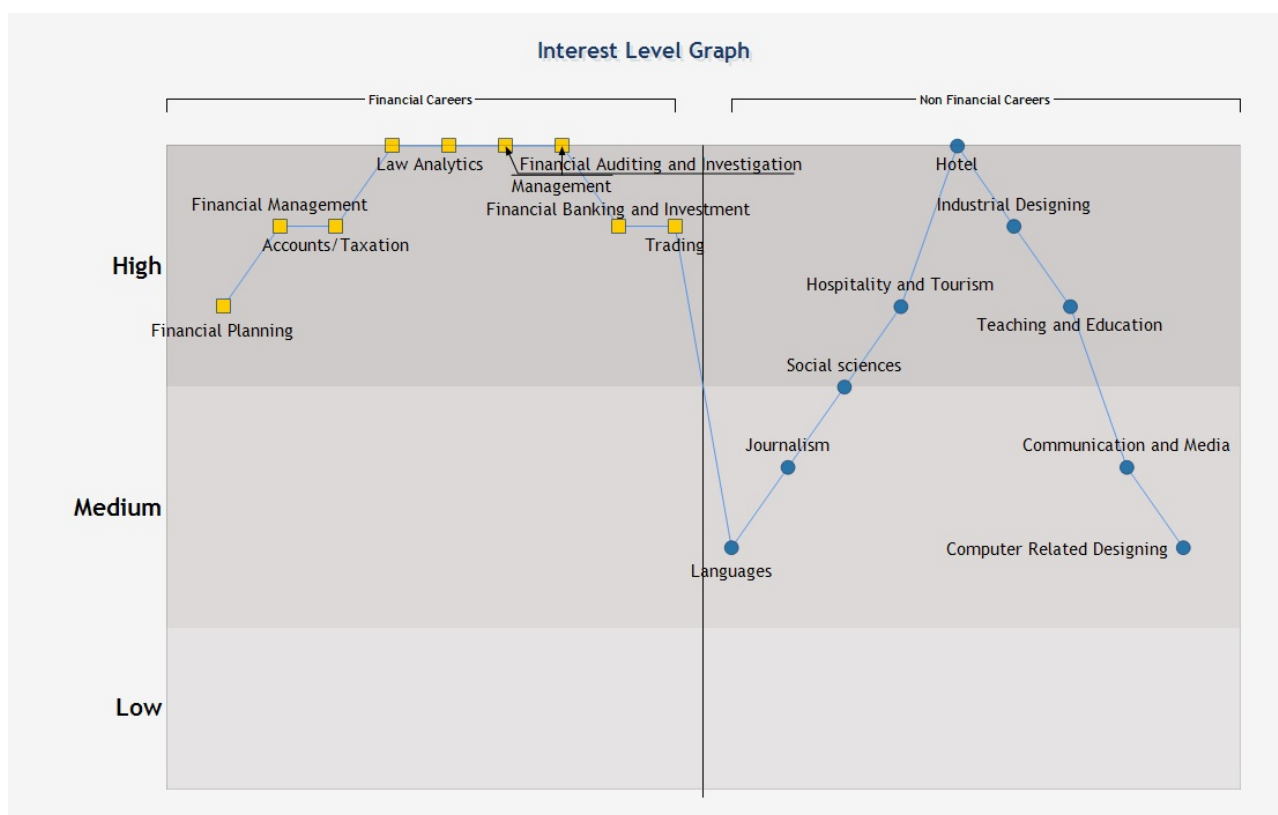 Interest Level Graph
Financial Careers
Non Financial Careers
Law Analytics
Financial Auditing and Investigation
Hotel
Management
Financial Management
Financial Banking and Investment
Industrial Designing
Accounts/Taxation
Trading
High
Hospitality and Tourism
Financial Planning
Teaching and Education
Social sciences
Journalism
Communication and Media
Medium
Computer Related Designing
Languages
Low